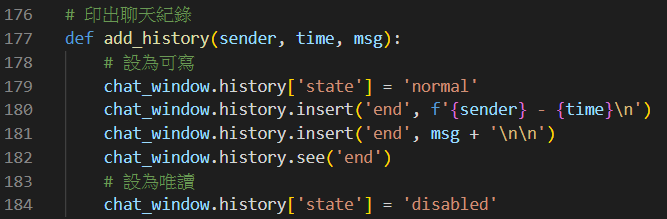 176 # 印出聊天紀錄
177 def add_history(sender, time, msg):
178     # 設為可寫
179     chat_window.history['state'] = 'normal'
180     chat_window.history.insert('end', f'{sender} - {time}\n')
181     chat_window.history.insert('end', msg + '\n\n')
182     chat_window.history.see('end')
183     # 設為唯讀
184     chat_window.history['state'] = 'disabled'